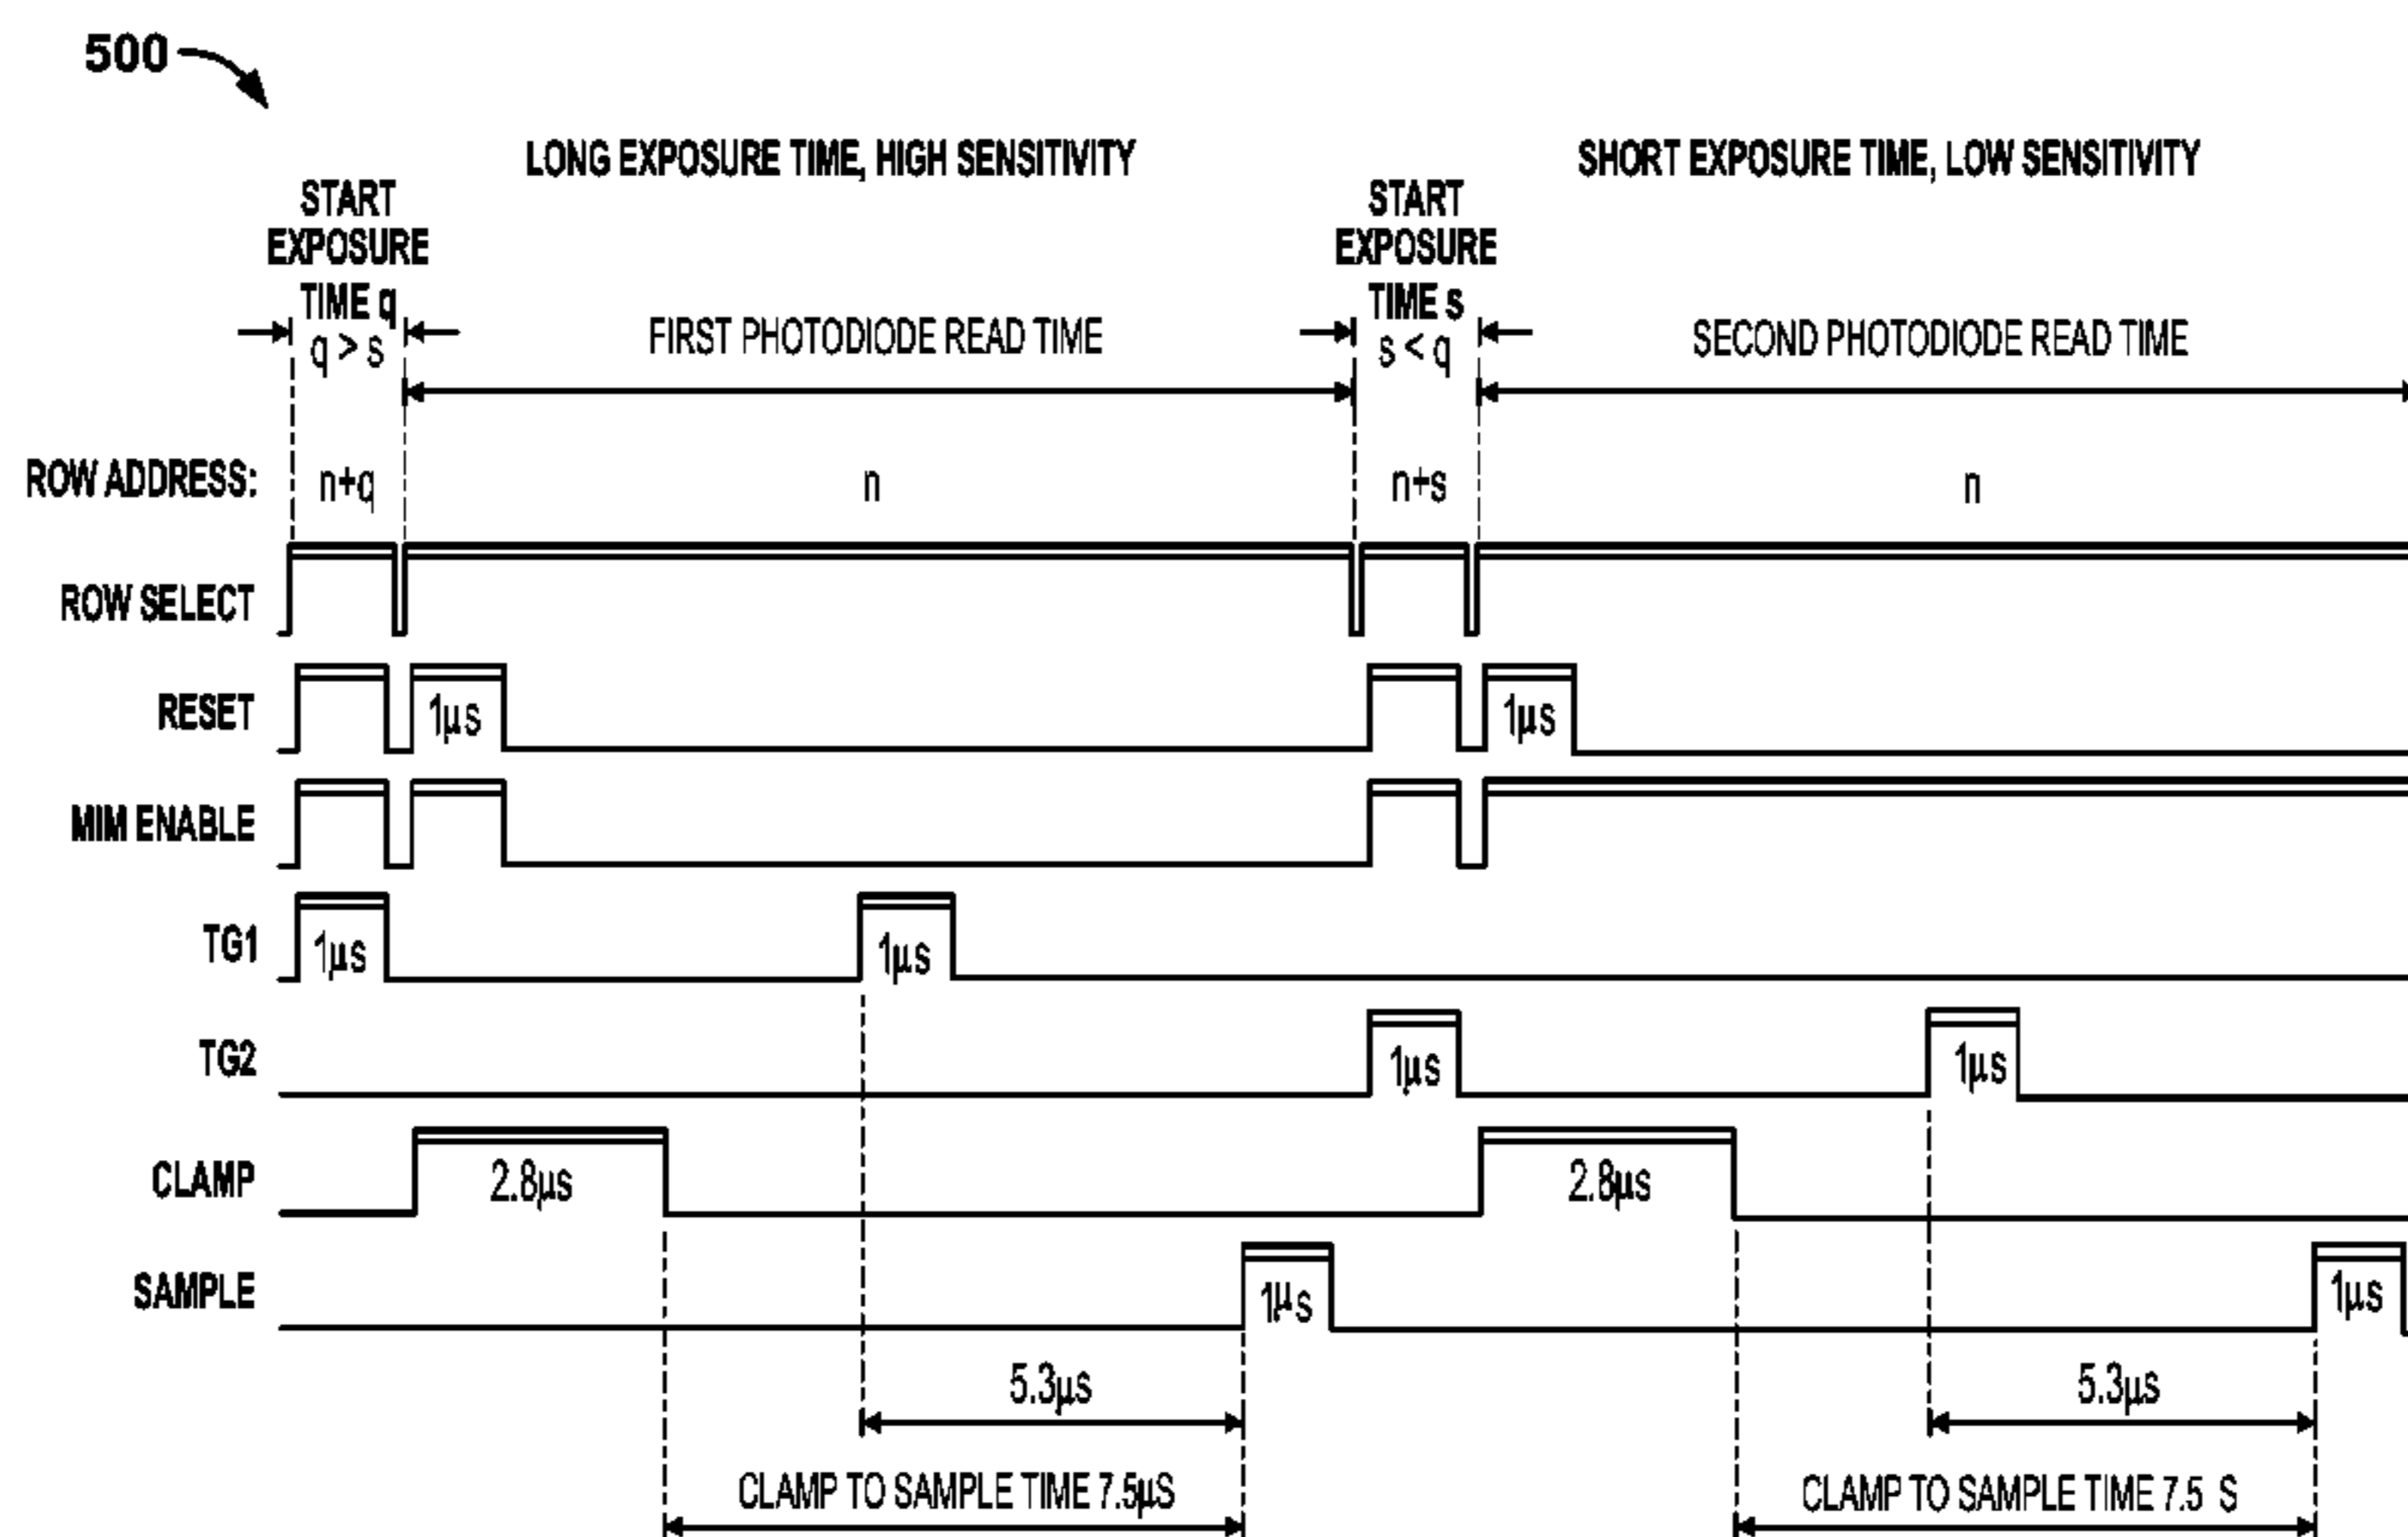 500
LONG EXPOSURE TIME, HIGH SENSITIVITY
SHORT EXPOSURE TIME, LOW SENSITIVITY
START
EXPOSURE
TIME q
q > s
FIRST PHOTODIODE READ TIME
START
EXPOSURE
TIME s
s < q
SECOND PHOTODIODE READ TIME
ROW ADDRESS:
n+q
n
n+s
n
ROW SELECT
RESET
1µs
1µs
MIM ENABLE
TG1
1µs
1µs
TG2
1µs
1µs
CLAMP
2.8µs
2.8µs
SAMPLE
1µs
1µs
5.3µs
5.3µs
CLAMP TO SAMPLE TIME 7.5µS
CLAMP TO SAMPLE TIME 7.5 S